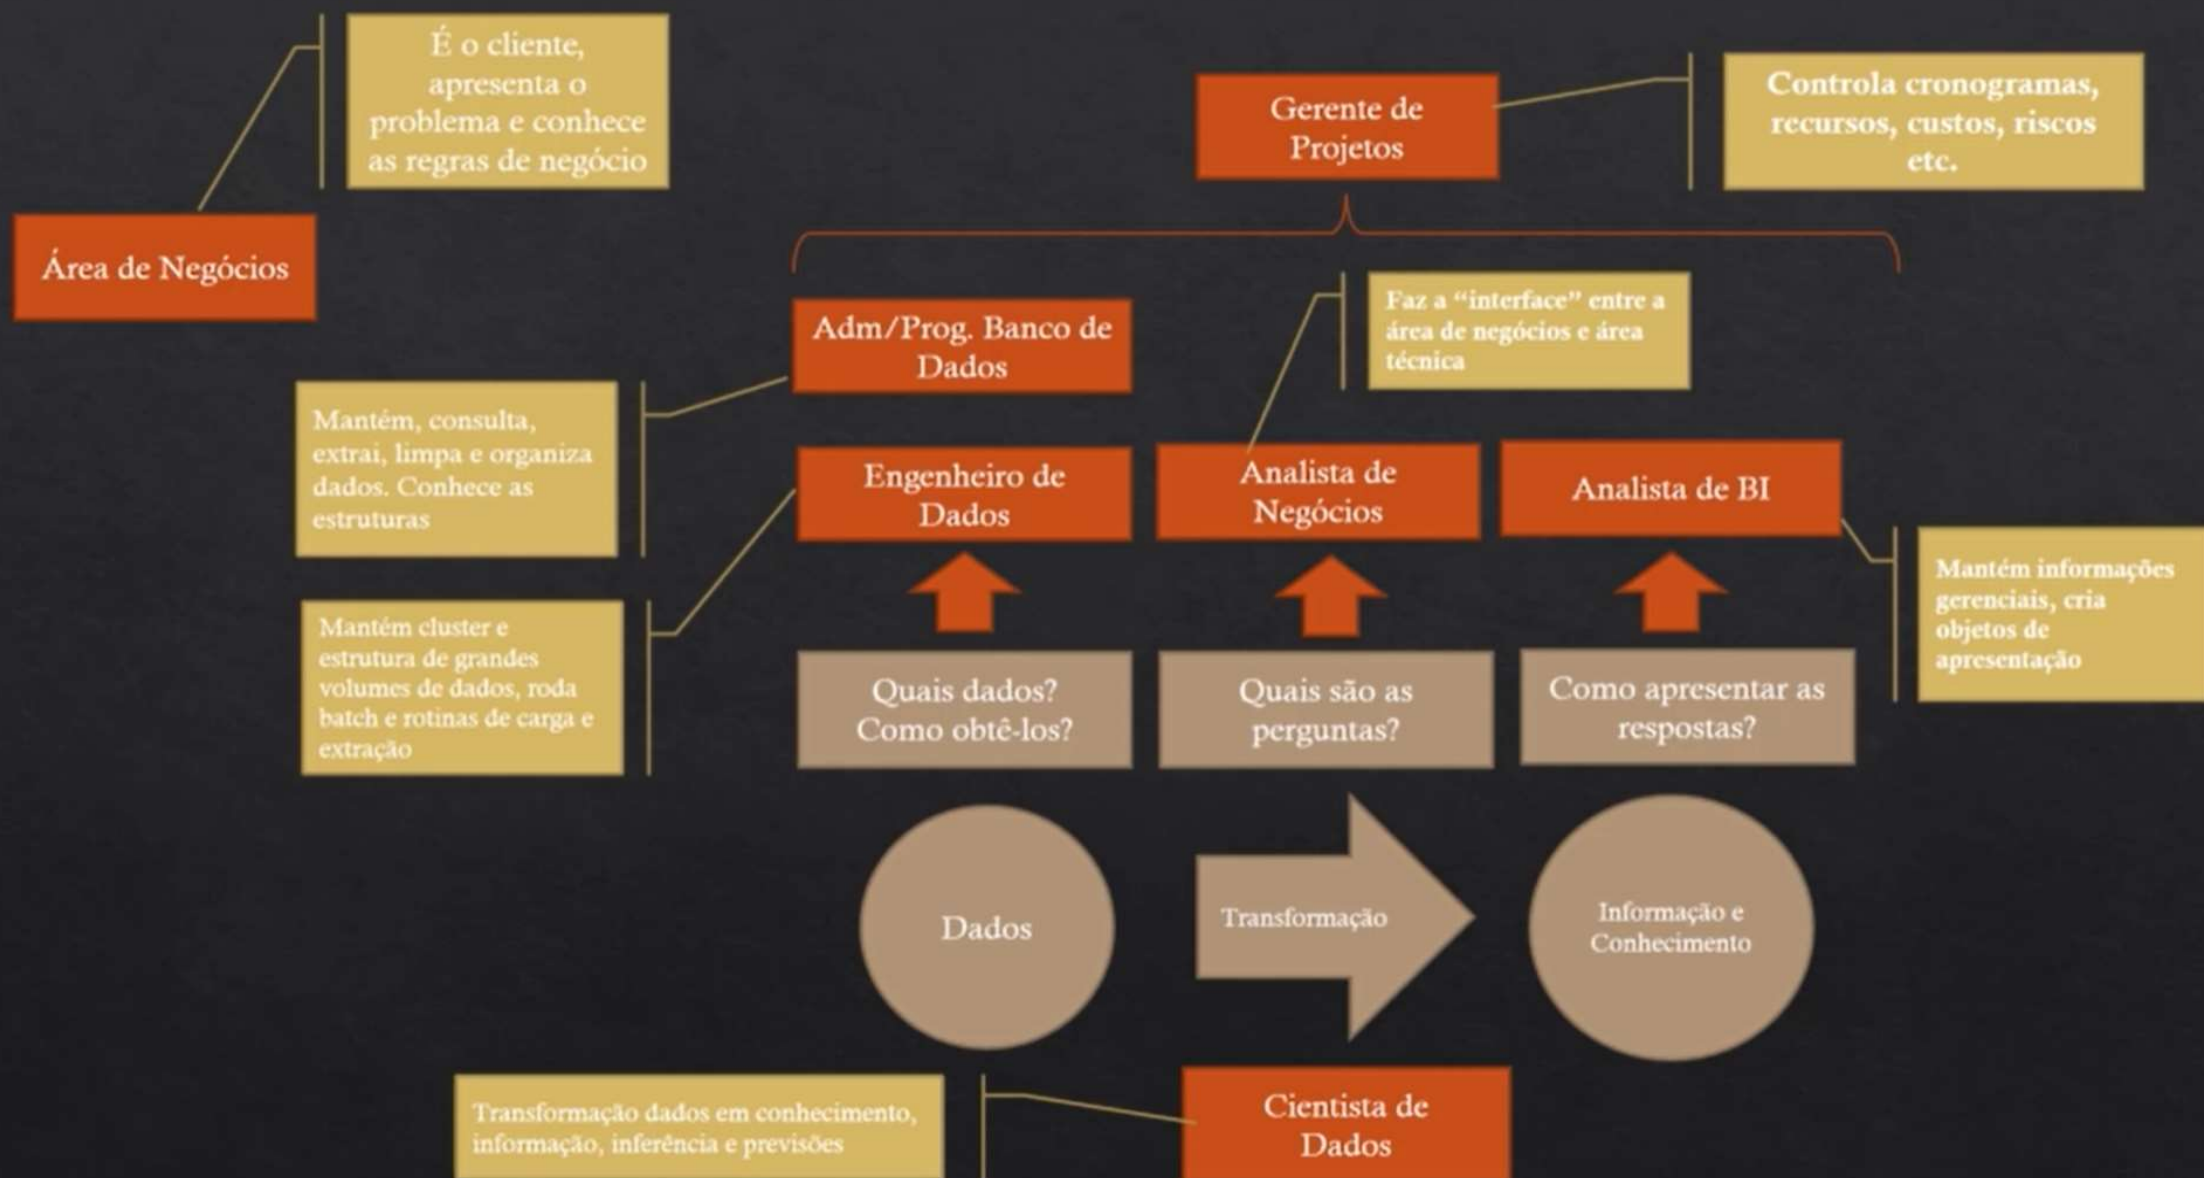 É o cliente,
apresenta o
problema e conhece
as regras de negócio
Gerente de
Projetos
Controla cronogramas,
recursos, custos, riscos
etc.
Área de Negócios
Adm/Prog. Banco de
Dados
Faz a “interface” entre a
área de negócios e área
técnica
Mantém, consulta,
extrai, limpa e organiza
dados. Conhece as
estruturas
Engenheiro de
Dados
Analista de
Negócios
Analista de BI
Mantém informações
gerenciais, cria
objetos de
apresentação
Mantém cluster e
estrutura de grandes
volumes de dados, roda
batch e rotinas de carga e
extração
Quais dados?
Como obtê-los?
Quais são as
perguntas?
Como apresentar as
respostas?
Dados
Transformação
Informação e
Conhecimento
Transformação dados em conhecimento,
informação, inferência e previsões
Cientista de
Dados